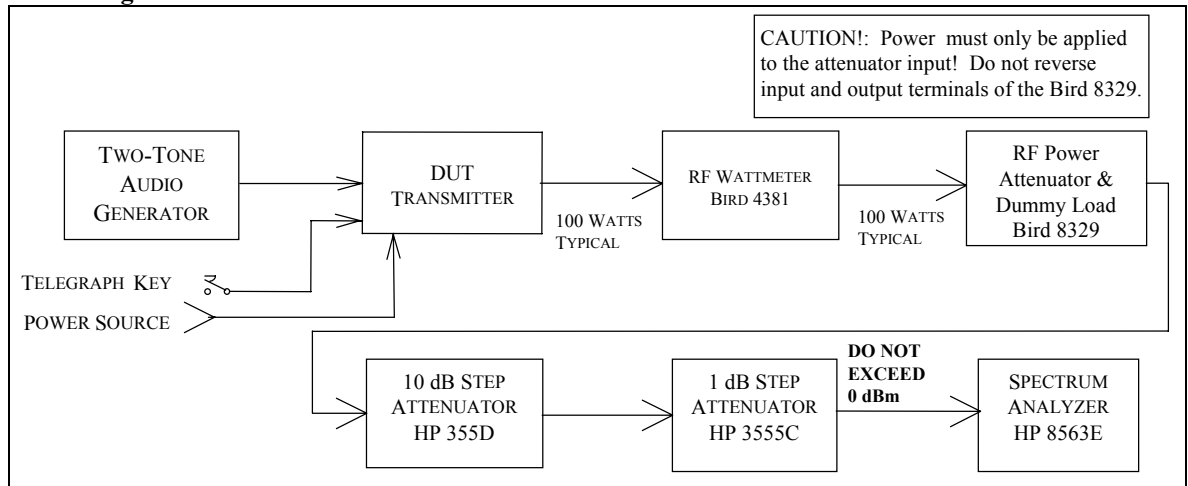 CAUTION!: Power must only be applied
to the attenuator input! Do not reverse
input and output terminals of the Bird 8329.
TWO-TONE
AUDIO
GENERATOR
DUT
TRANSMITTER
100 WATTS
TYPICAL
RF WATTMETER
BIRD 4381
100 WATTS
TYPICAL
RF Power
Attenuator &
Dummy Load
Bird 8329
TELEGRAPH KEY
POWER SOURCE
10 dB STEP
ATTENUATOR
HP 355D
1 dB STEP
ATTENUATOR
HP 3555C
DO NOT
EXCEED
0 dBm
SPECTRUM
ANALYZER
HP 8563E